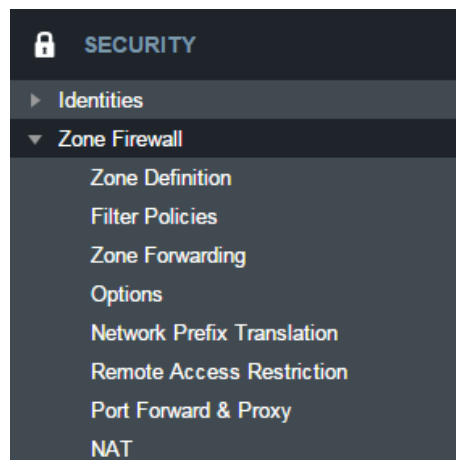 SECURITY
Identities
Zone Firewall
Zone Definition
Filter Policies
Zone Forwarding
Options
Network Prefix Translation
Remote Access Restriction
Port Forward & Proxy
NAT